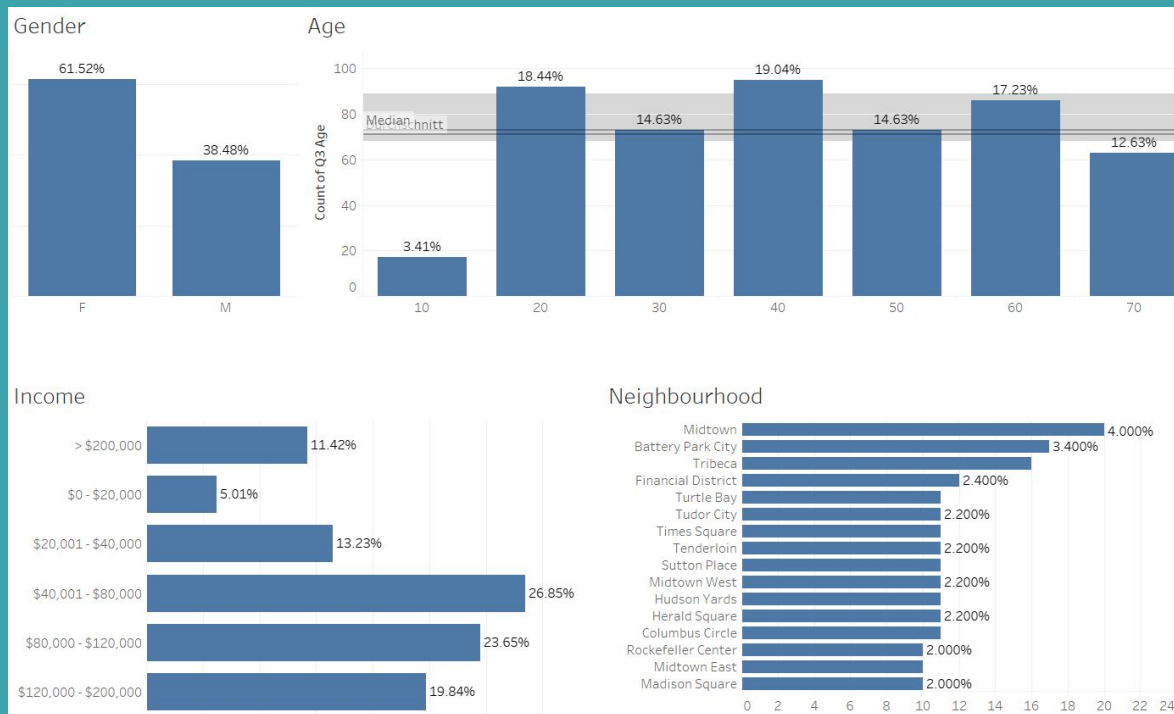 Gender
61.52%
38.48%
F M
Age
Count of Q3 Age
100
80
60
40
20
0
Median
3.41%
18.44%
14.63%
19.04%
14.63%
17.23%
12.63%
10 20 30 40 50 60 70
Income
> $200,000 11.42%
$0 - $20,000 5.01%
$20,001 - $40,000 13.23%
$40,001 - $80,000 26.85%
$80,000 - $120,000 23.65%
$120,000 - $200,000 19.84%
Neighbourhood
Midtown 4.000%
Battery Park City 3.400%
Tribeca
Financial District 2.400%
Turtle Bay
Tudor City 2.200%
Times Square
Tenderloin 2.200%
Sutton Place
Midtown West 2.200%
Hudson Yards
Herald Square 2.200%
Columbus Circle
Rockefeller Center 2.000%
Midtown East
Madison Square 2.000%
0 2 4 6 8 10 12 14 16 18 20 22 24